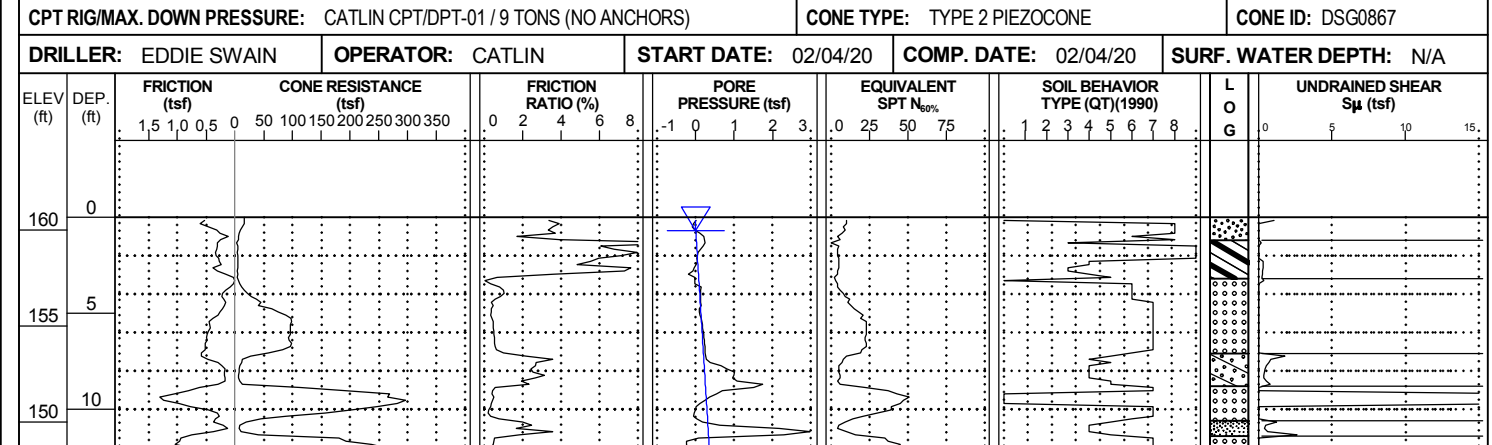 CPT RIG/MAX. DOWN PRESSURE: CATLIN CPT/DPT-01 / 9 TONS (NO ANCHORS) CONE TYPE: TYPE 2 PIEZOCONE CONE ID: DSG0867
DRILLER: EDDIE SWAIN OPERATOR: CATLIN START DATE: 02/04/20 COMP. DATE: 02/04/20 SURF. WATER DEPTH: N/A
ELEV (ft)
DEP. (ft)
FRICTION (tsf)
1.5 1.0 0.5 0
CONE RESISTANCE (tsf)
50 100 150 200 250 300 350
FRICTION RATIO (%)
0 2 4 6 8
PORE PRESSURE (tsf)
-1 0 1 2 3
EQUIVALENT SPT N60%
0 25 50 75
SOIL BEHAVIOR TYPE (QT)(1990)
1 2 3 4 5 6 7 8
L
O
G
UNDRAINED SHEAR
Sµ (tsf)
0 5 10 15
160 0
155 5
150 10